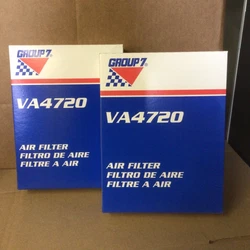 GROUP 7
VA4720
AIR FILTER
FILTRO DE AIRE
FILTRE A AIR
GROUP 7
VA4720
AIR FILTER
FILTRO DE AIRE
FILTRE A AIR